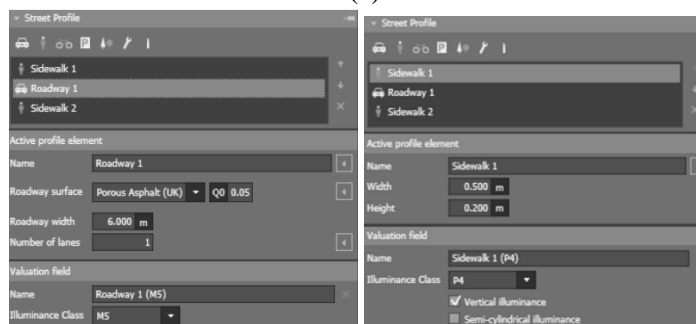 Street Profile
Sidewalk 1
Roadway 1
Sidewalk 2
Active profile element
Name Roadway 1
Roadway surface Porous Asphalt (UK) Q0 0.05
Roadway width 6.000 m
Number of lanes 1
Valuation field
Name Roadway 1 (M5)
Illuminance Class M5
Street Profile
Sidewalk 1
Roadway 1
Sidewalk 2
Active profile element
Name Sidewalk 1
Width 0.500 m
Height 0.200 m
Valuation field
Name Sidewalk 1 (P4)
Illuminance Class P4
Vertical illuminance
Semi-cylindrical illuminance